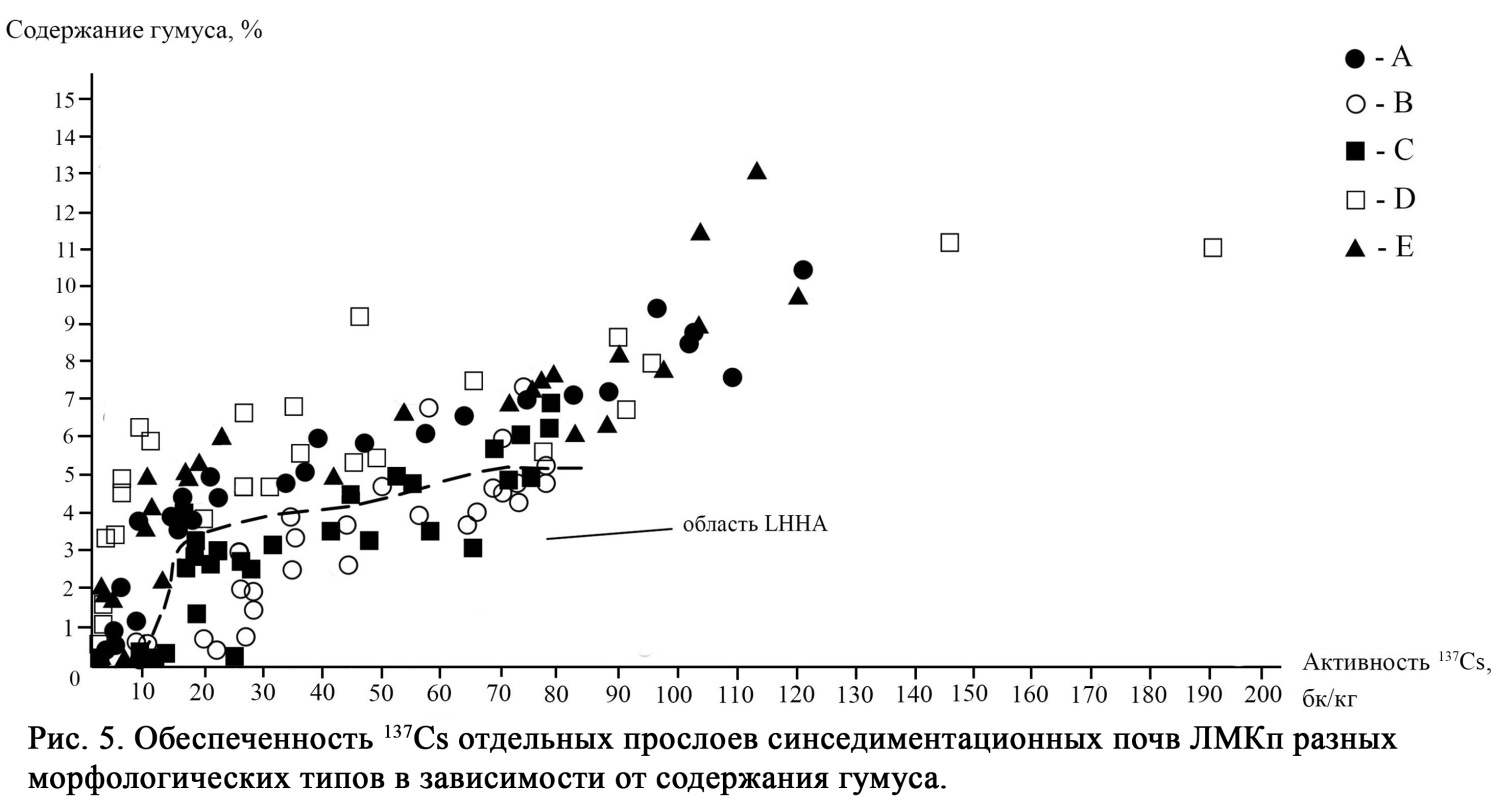 Содержание гумуса, %
- A
- B
- C
- D
- E
15
14
13
12
11
10
9
8
7
6
5
4
3
2
1
0
область LHHA
10 20 30 40 50 60 70 80 90 100 110 120 130 140 150 160 170 180 190 200
Активность ¹³⁷Cs,
бк/кг
Рис. 5. Обеспеченность ¹³⁷Cs отдельных прослоев синседиментационных почв ЛМКп разных
морфологических типов в зависимости от содержания гумуса.